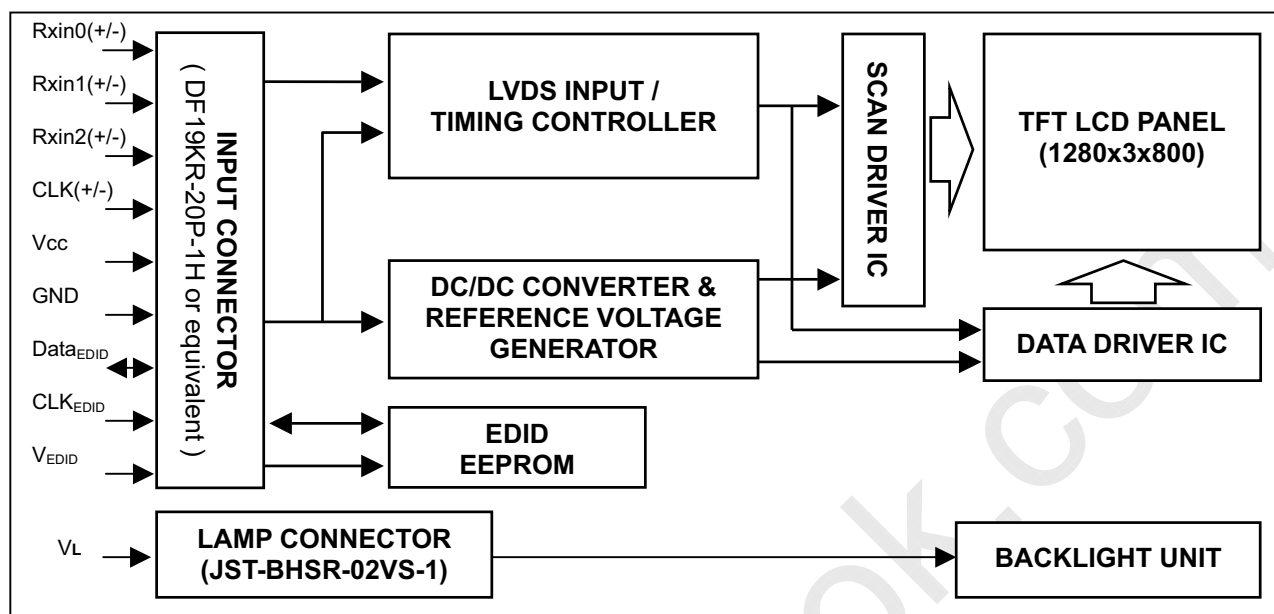 Rxin0(+/-)
Rxin1(+/-)
Rxin2(+/-)
CLK(+/-)
Vcc
GND
DataEDID
CLKEDID
VEDID
VL
INPUT CONNECTOR
( DF19KR-20P-1H or equivalent )
LVDS INPUT /
TIMING CONTROLLER
DC/DC CONVERTER &
REFERENCE VOLTAGE
GENERATOR
EDID
EEPROM
SCAN DRIVER IC
TFT LCD PANEL
(1280x3x800)
DATA DRIVER IC
LAMP CONNECTOR
(JST-BHSR-02VS-1)
BACKLIGHT UNIT
ok.com